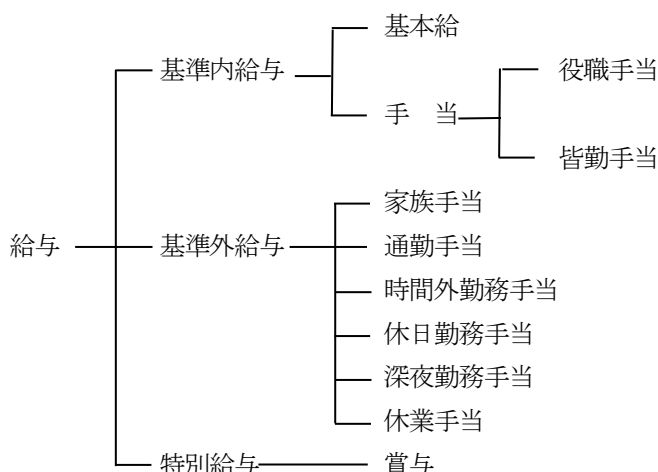 基本給
基準内給与
役職手当
手　当
皆勤手当
家族手当
給与
基準外給与
通勤手当
時間外勤務手当
休日勤務手当
深夜勤務手当
休業手当
特別給与
賞与